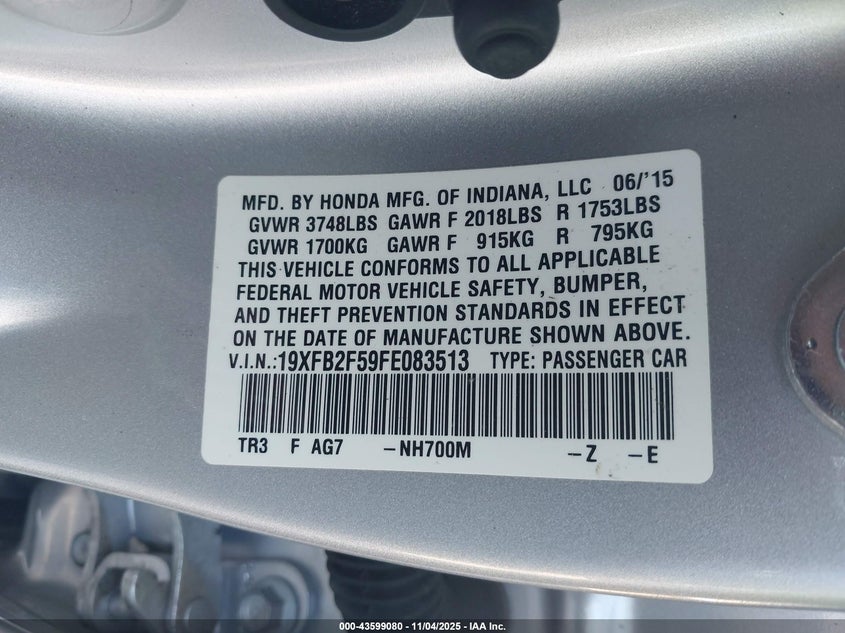 MFD. BY HONDA MFG. OF INDIANA, LLC 06/'15
GVWR 3748LBS GAWR F 2018LBS R 1753LBS
GVWR 1700KG GAWR F 915KG R 795KG
THIS VEHICLE CONFORMS TO ALL APPLICABLE
FEDERAL MOTOR VEHICLE SAFETY, BUMPER,
AND THEFT PREVENTION STANDARDS IN EFFECT
ON THE DATE OF MANUFACTURE SHOWN ABOVE.
V.I.N.:19XFB2F59FE083513 TYPE: PASSENGER CAR
TR3 F AG7 -NH700M -Z -E
000-43599080 - 11/04/2025 - IAA Inc.